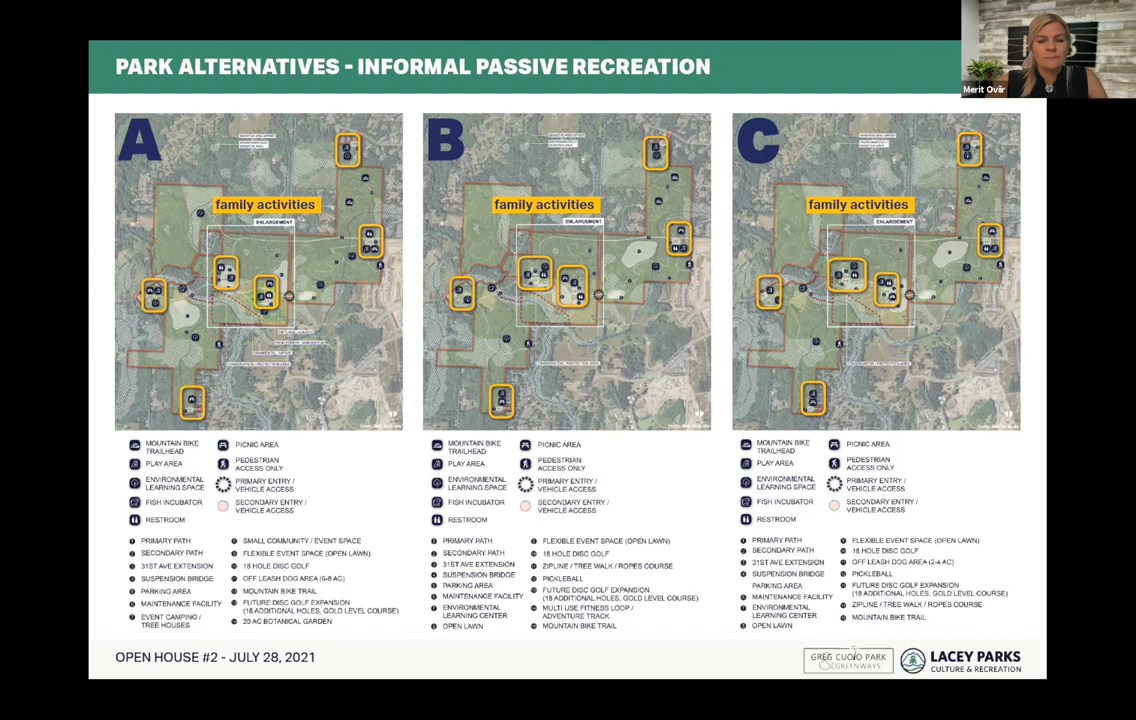 PARK ALTERNATIVES - INFORMAL PASSIVE RECREATION
Merit Oviir
A
family activities
ENLARGEMENT
B
family activities
ENLARGEMENT
C
family activities
ENLARGEMENT
MOUNTAIN BIKE
TRAILHEAD
PLAY AREA
ENVIRONMENTAL
LEARNING SPACE
FISH INCUBATOR
RESTROOM
PICNIC AREA
PEDESTRIAN
ACCESS ONLY
PRIMARY ENTRY /
VEHICLE ACCESS
SECONDARY ENTRY /
VEHICLE ACCESS
PRIMARY PATH
SECONDARY PATH
31ST AVE EXTENSION
SUSPENSION BRIDGE
PARKING AREA
MAINTENANCE FACILITY
EVENT CAMPING /
TREE HOUSES
SMALL COMMUNITY / EVENT SPACE
FLEXIBLE EVENT SPACE (OPEN LAWN)
18 HOLE DISC GOLF
OFF LEASH DOG AREA (6-8 AC)
MOUNTAIN BIKE TRAIL
FUTURE DISC GOLF EXPANSION
(18 ADDITIONAL HOLES, GOLD LEVEL COURSE)
20 AC BOTANICAL GARDEN
MOUNTAIN BIKE
TRAILHEAD
PLAY AREA
ENVIRONMENTAL
LEARNING SPACE
FISH INCUBATOR
RESTROOM
PICNIC AREA
PEDESTRIAN
ACCESS ONLY
PRIMARY ENTRY /
VEHICLE ACCESS
SECONDARY ENTRY /
VEHICLE ACCESS
PRIMARY PATH
SECONDARY PATH
31ST AVE EXTENSION
SUSPENSION BRIDGE
PARKING AREA
MAINTENANCE FACILITY
ENVIRONMENTAL
LEARNING CENTER
OPEN LAWN
FLEXIBLE EVENT SPACE (OPEN LAWN)
18 HOLE DISC GOLF
ZIPLINE / TREE WALK / ROPES COURSE
PICKLEBALL
FUTURE DISC GOLF EXPANSION
(18 ADDITIONAL HOLES, GOLD LEVEL COURSE)
MULTI USE FITNESS LOOP /
ADVENTURE TRACK
MOUNTAIN BIKE TRAIL
MOUNTAIN BIKE
TRAILHEAD
PLAY AREA
ENVIRONMENTAL
LEARNING SPACE
FISH INCUBATOR
RESTROOM
PICNIC AREA
PEDESTRIAN
ACCESS ONLY
PRIMARY ENTRY /
VEHICLE ACCESS
SECONDARY ENTRY /
VEHICLE ACCESS
PRIMARY PATH
SECONDARY PATH
31ST AVE EXTENSION
SUSPENSION BRIDGE
PARKING AREA
MAINTENANCE FACILITY
ENVIRONMENTAL
LEARNING CENTER
OPEN LAWN
FLEXIBLE EVENT SPACE (OPEN LAWN)
18 HOLE DISC GOLF
OFF LEASH DOG AREA (2-4 AC)
PICKLEBALL
FUTURE DISC GOLF EXPANSION
(18 ADDITIONAL HOLES, GOLD LEVEL COURSE)
ZIPLINE / TREE WALK / ROPES COURSE
MOUNTAIN BIKE TRAIL
OPEN HOUSE #2 - JULY 28, 2021
GREG CUOIO PARK
& GREENWAYS
LACEY PARKS
CULTURE & RECREATION